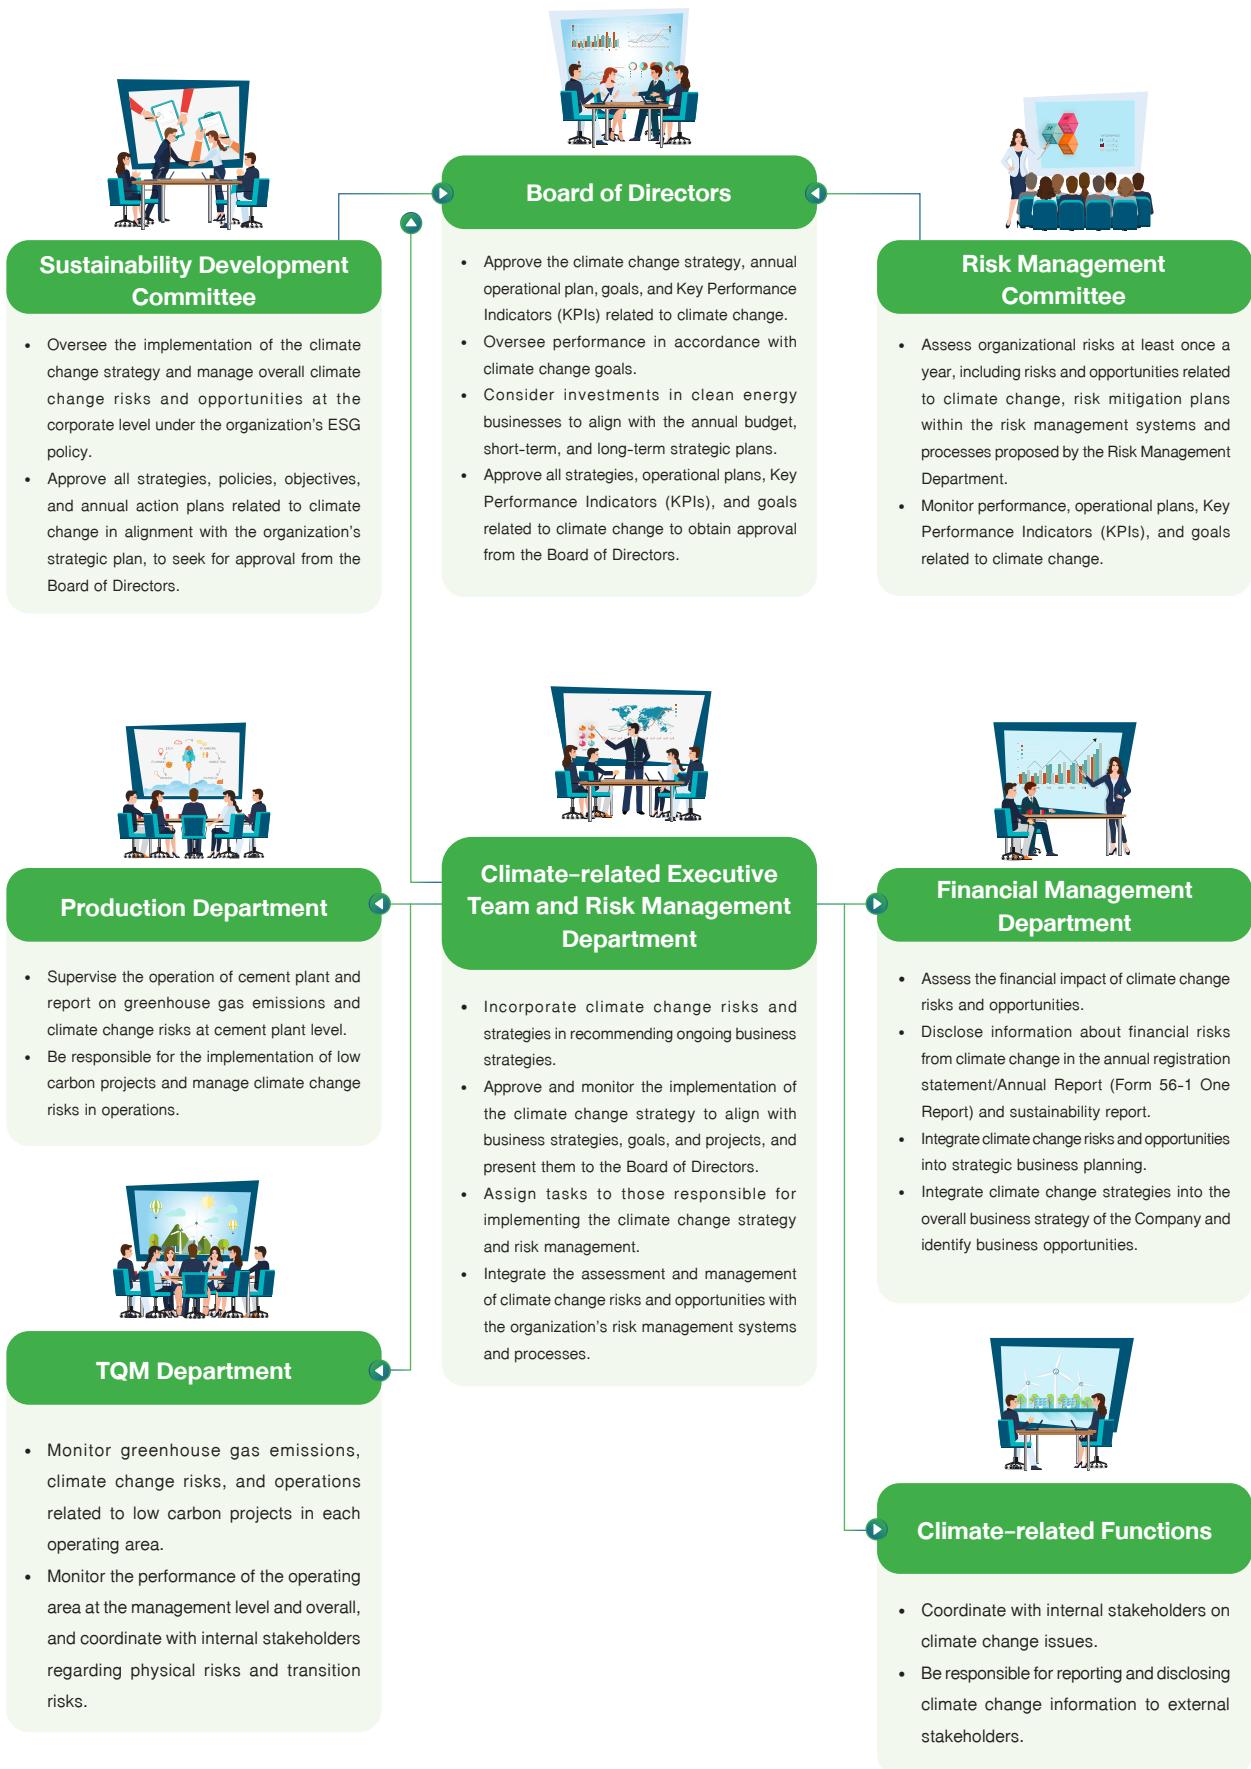 Board of Directors
• Approve the climate change strategy, annual
operational plan, goals, and Key Performance
Indicators (KPIs) related to climate change.
• Oversee performance in accordance with
climate change goals.
• Consider investments in clean energy
businesses to align with the annual budget,
short-term, and long-term strategic plans.
• Approve all strategies, operational plans, Key
Performance Indicators (KPIs), and goals
related to climate change to obtain approval
from the Board of Directors.
Sustainability Development
Committee
• Oversee the implementation of the climate
change strategy and manage overall climate
change risks and opportunities at the
corporate level under the organization's ESG
policy.
• Approve all strategies, policies, objectives,
and annual action plans related to climate
change in alignment with the organization's
strategic plan, to seek for approval from the
Board of Directors.
Risk Management
Committee
• Assess organizational risks at least once a
year, including risks and opportunities related
to climate change, risk mitigation plans
within the risk management systems and
processes proposed by the Risk Management
Department.
• Monitor performance, operational plans, Key
Performance Indicators (KPIs), and goals
related to climate change.
Production Department
• Supervise the operation of cement plant and
report on greenhouse gas emissions and
climate change risks at cement plant level.
• Be responsible for the implementation of low
carbon projects and manage climate change
risks in operations.
Climate-related Executive
Team and Risk Management
Department
• Incorporate climate change risks and
strategies in recommending ongoing business
strategies.
• Approve and monitor the implementation of
the climate change strategy to align with
business strategies, goals, and projects, and
present them to the Board of Directors.
• Assign tasks to those responsible for
implementing the climate change strategy
and risk management.
• Integrate the assessment and management
of climate change risks and opportunities with
the organization's risk management systems
and processes.
Financial Management
Department
• Assess the financial impact of climate change
risks and opportunities.
• Disclose information about financial risks
from climate change in the annual registration
statement/Annual Report (Form 56-1 One
Report) and sustainability report.
• Integrate climate change risks and opportunities
into strategic business planning.
• Integrate climate change strategies into the
overall business strategy of the Company and
identify business opportunities.
TQM Department
• Monitor greenhouse gas emissions,
climate change risks, and operations
related to low carbon projects in each
operating area.
• Monitor the performance of the operating
area at the management level and overall,
and coordinate with internal stakeholders
regarding physical risks and transition
risks.
Climate-related Functions
• Coordinate with internal stakeholders on
climate change issues.
• Be responsible for reporting and disclosing
climate change information to external
stakeholders.